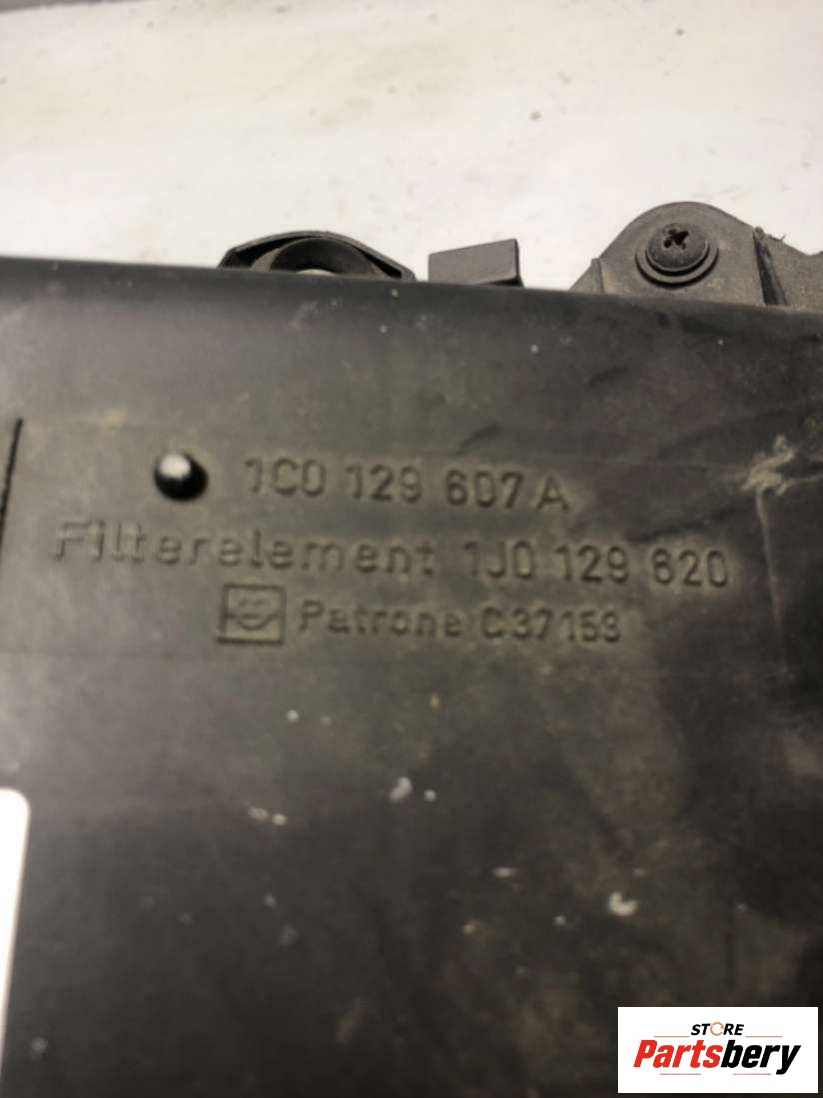 1C0 129 607 A
Filterelement 1J0 129 620
Patrone C37153
STORE
Partsbery